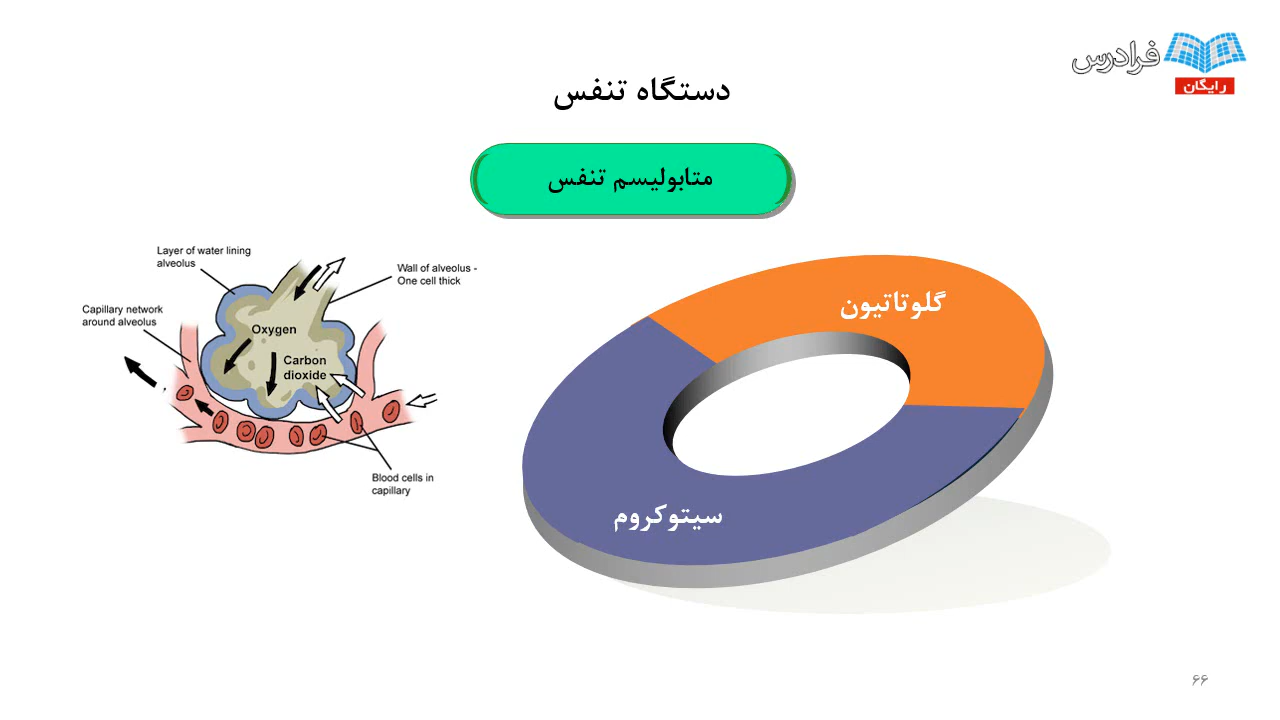 فرادرس
رایگان
دستگاه تنفس
متابولیسم تنفس
Layer of water lining
alveolus
Wall of alveolus -
One cell thick
Capillary network
around alveolus
Oxygen
Carbon
dioxide
Blood cells in
capillary
گلوتاتیون
سیتوکروم
۶۶